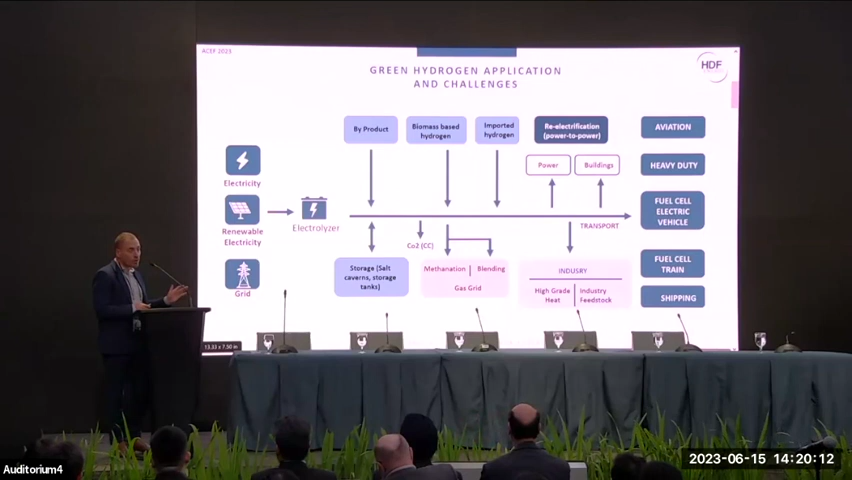 ACEF 2023
GREEN HYDROGEN APPLICATION
AND CHALLENGES
HDF
By Product
Biomass based
hydrogen
Imported
hydrogen
Re-electrification
(power-to-power)
AVIATION
Power
Buildings
HEAVY DUTY
Electricity
Renewable
Electricity
Grid
Electrolyzer
FUEL CELL
ELECTRIC
VEHICLE
TRANSPORT
Co2 (CC)
Storage (Salt
caverns, storage
tanks)
Methanation
Blending
Gas Grid
INDUSRY
High Grade
Heat
Industry
Feedstock
FUEL CELL
TRAIN
SHIPPING
13.33 x 7.50 in
Auditorium4
2023-06-15 14:20:12